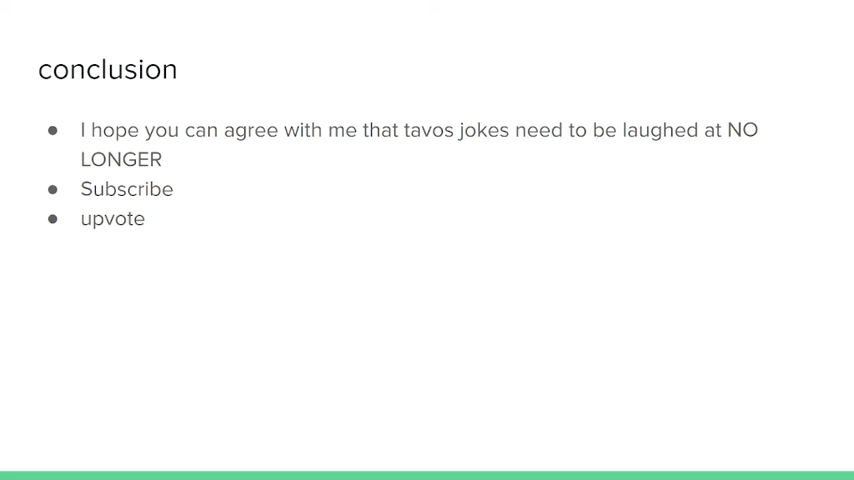 conclusion
● I hope you can agree with me that tavos jokes need to be laughed at NO
LONGER
● Subscribe
● upvote